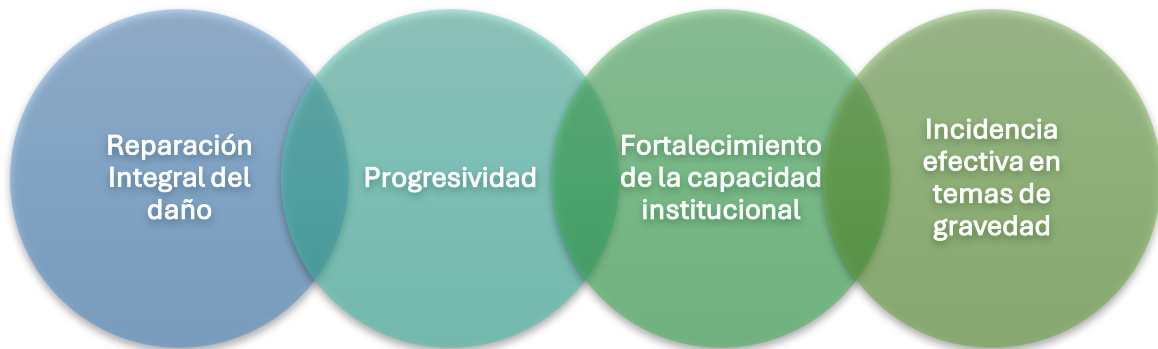 Reparación
Integral del
daño
Progresividad
Fortalecimiento
de la capacidad
institucional
Incidencia
efectiva en
temas de
gravedad